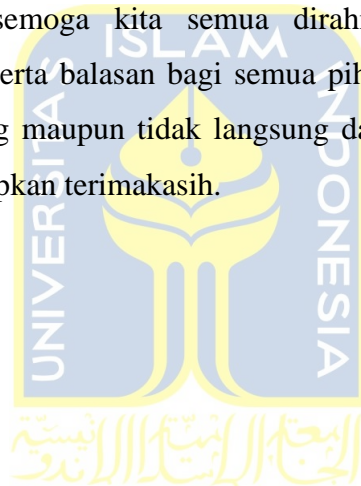 semoga kita semua dirah
erta balasan bagi semua pih
g maupun tidak langsung da
pkan terimakasih.
ISLAM
UNIVERSITAS
INDONESIA